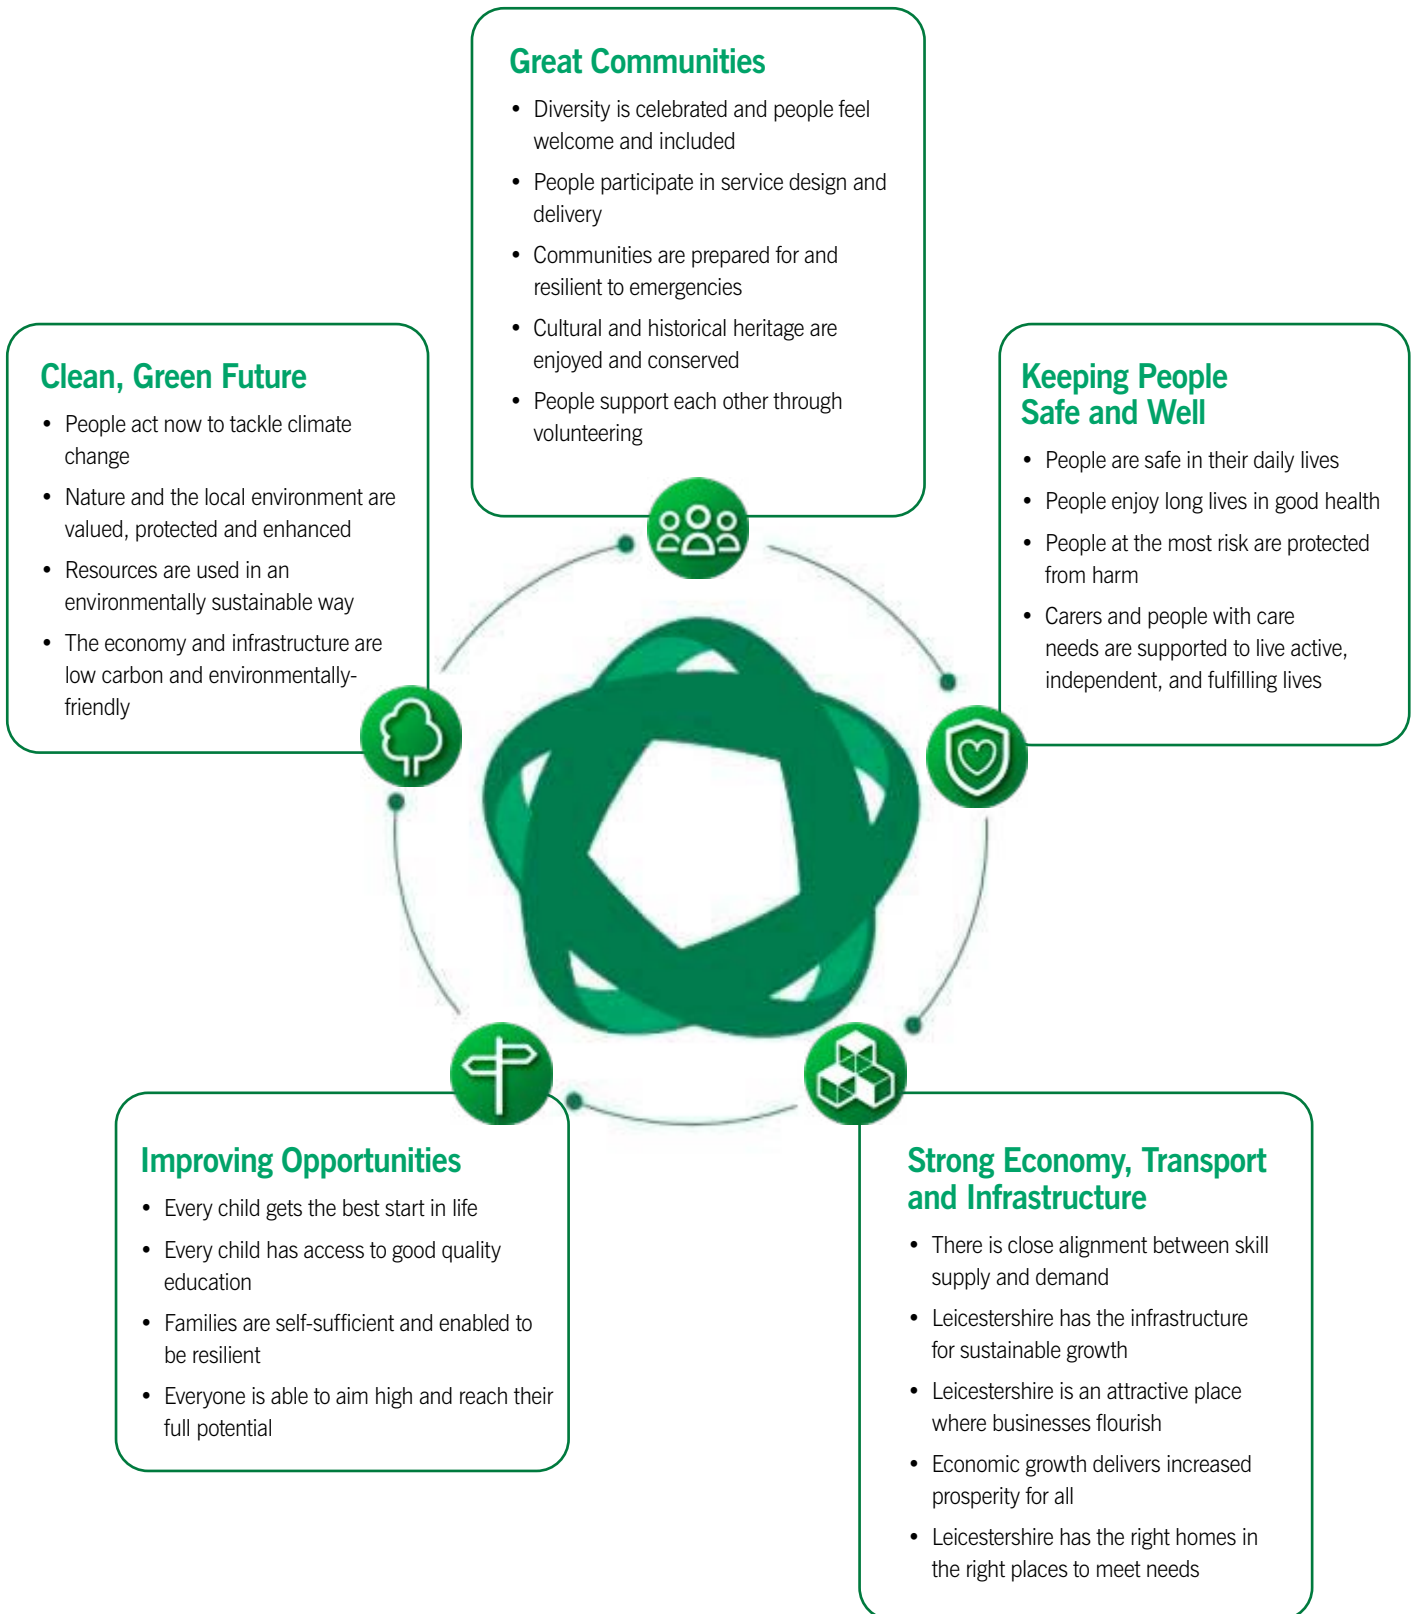 Great Communities
• Diversity is celebrated and people feel
welcome and included
• People participate in service design and
delivery
• Communities are prepared for and
resilient to emergencies
• Cultural and historical heritage are
enjoyed and conserved
• People support each other through
volunteering
Clean, Green Future
• People act now to tackle climate
change
• Nature and the local environment are
valued, protected and enhanced
• Resources are used in an
environmentally sustainable way
• The economy and infrastructure are
low carbon and environmentally-
friendly
Keeping People
Safe and Well
• People are safe in their daily lives
• People enjoy long lives in good health
• People at the most risk are protected
from harm
• Carers and people with care
needs are supported to live active,
independent, and fulfilling lives
Improving Opportunities
• Every child gets the best start in life
• Every child has access to good quality
education
• Families are self-sufficient and enabled to
be resilient
• Everyone is able to aim high and reach their
full potential
Strong Economy, Transport
and Infrastructure
• There is close alignment between skill
supply and demand
• Leicestershire has the infrastructure
for sustainable growth
• Leicestershire is an attractive place
where businesses flourish
• Economic growth delivers increased
prosperity for all
• Leicestershire has the right homes in
the right places to meet needs